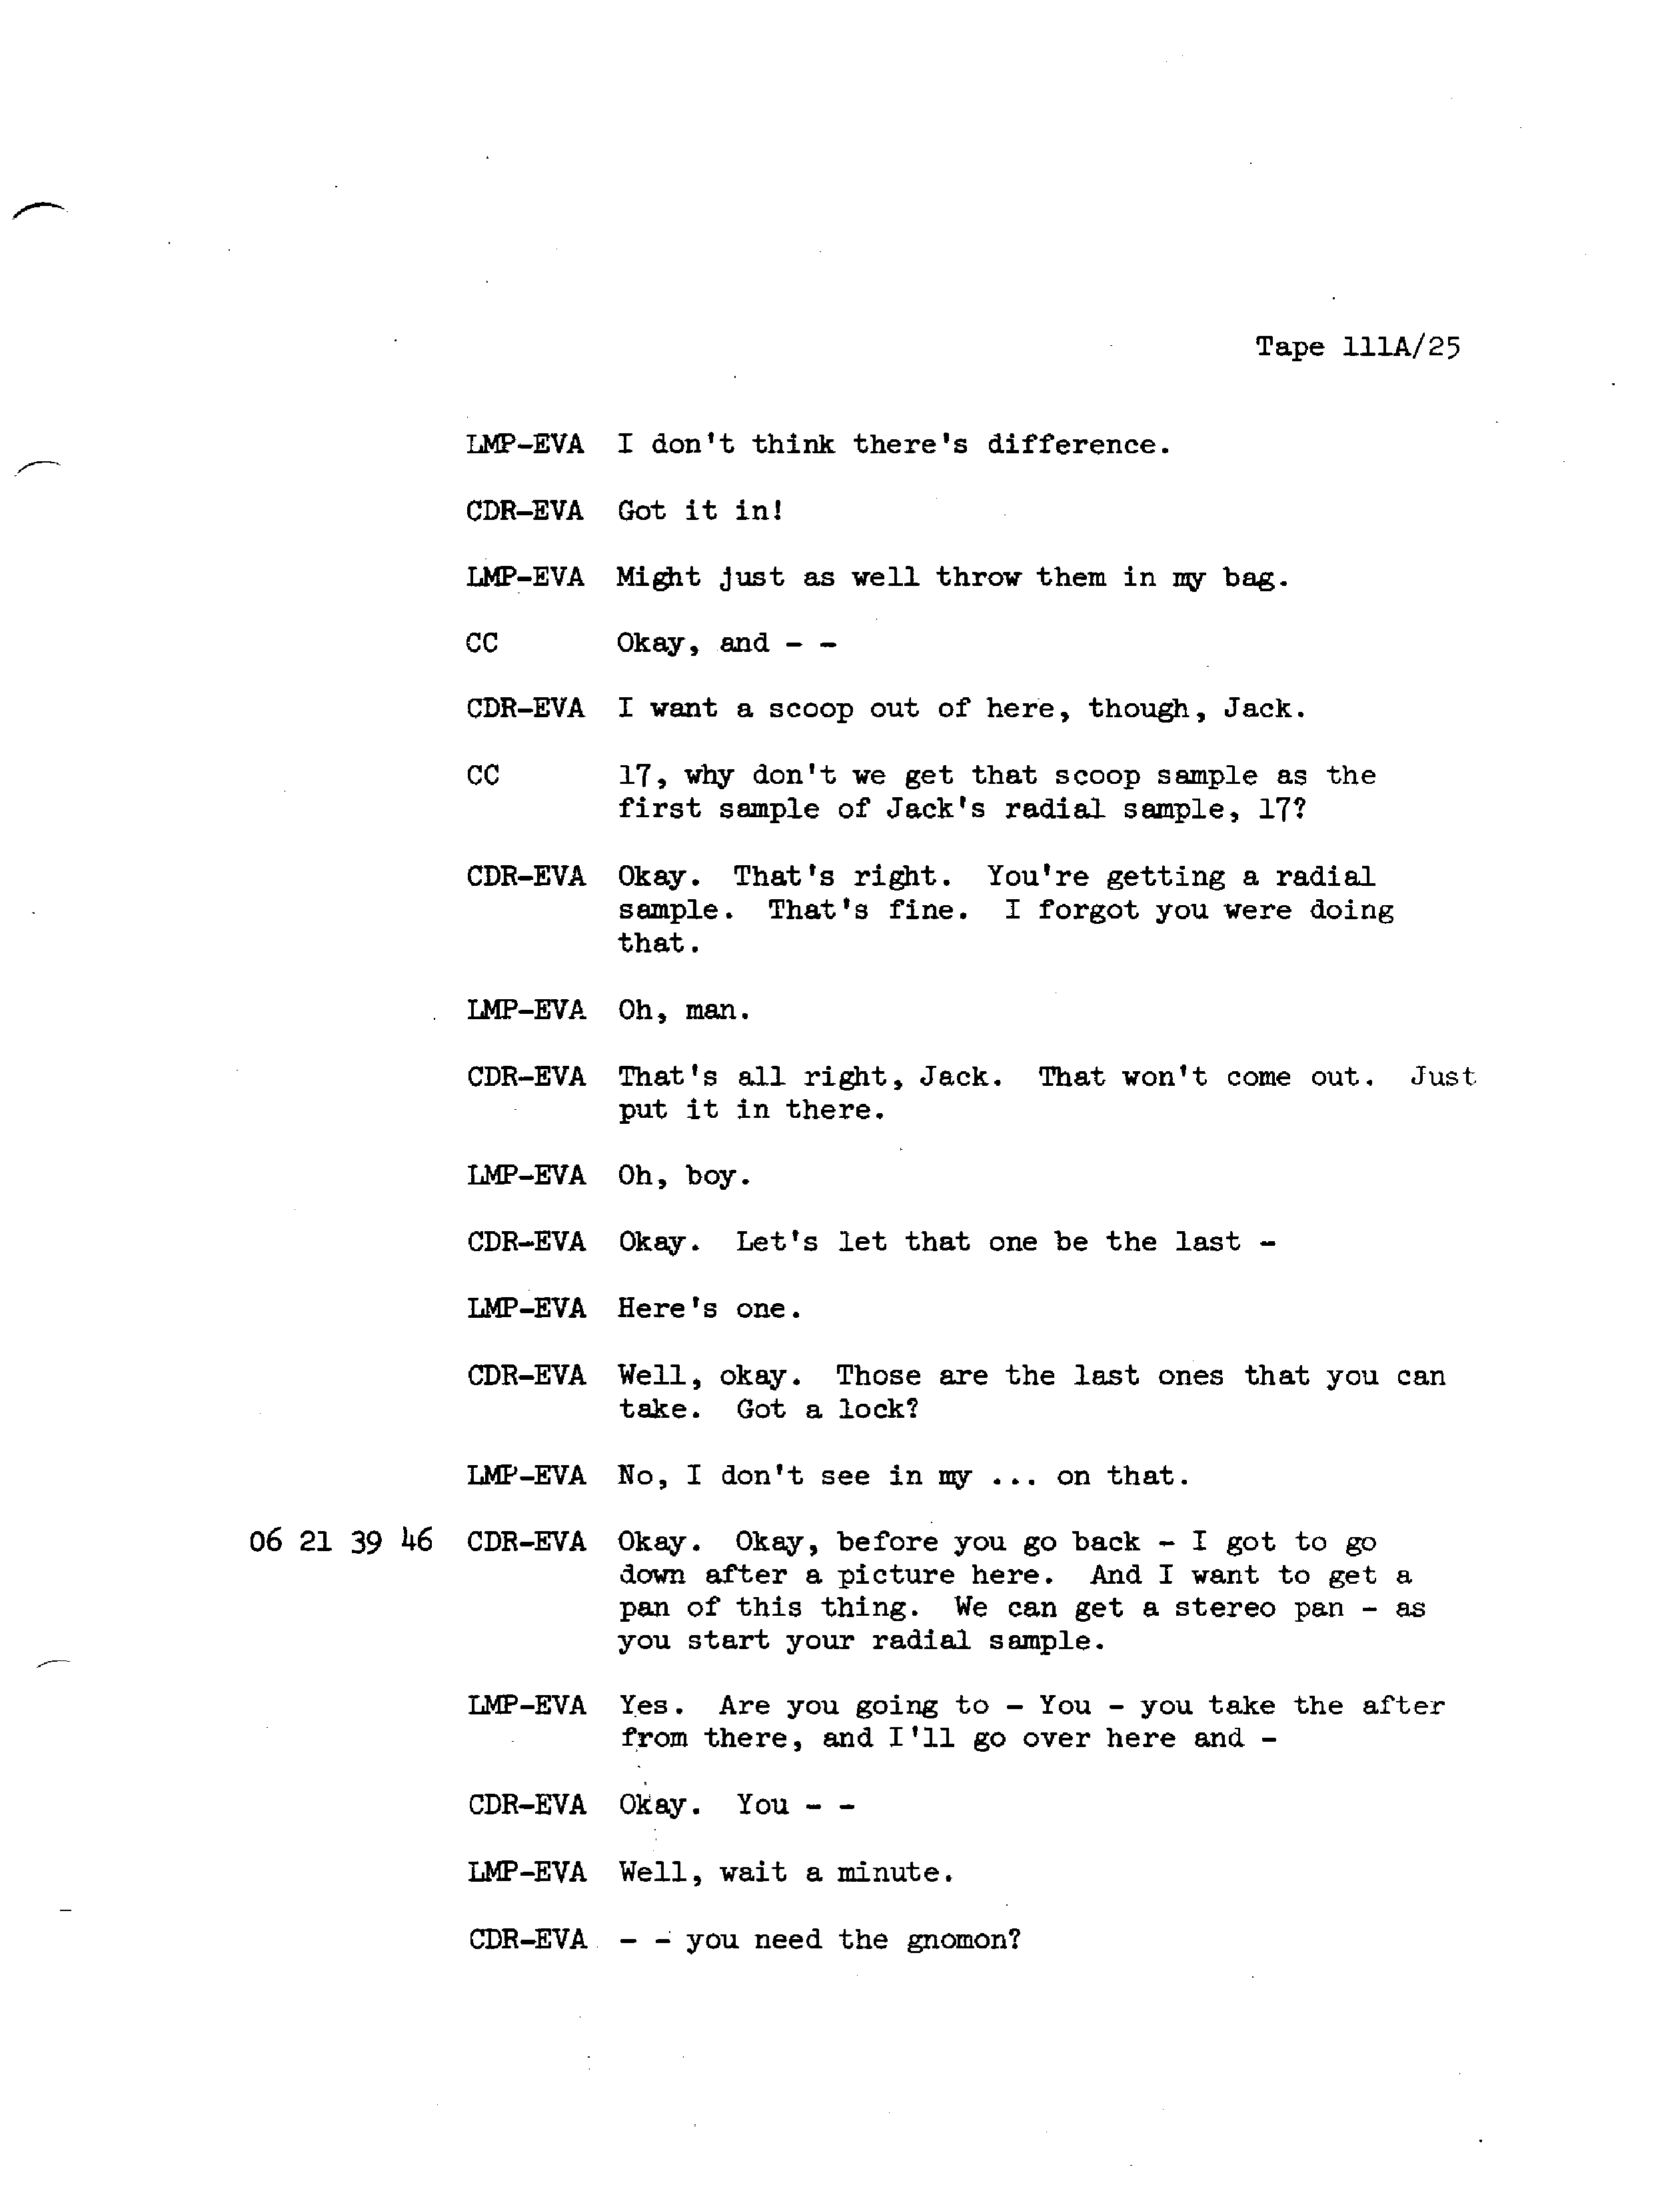 Tape 111A/25
LMP-EVA I don't think there's difference.
CDR-EVA Got it in!
LMP-EVA Might just as well throw them in my bag.
CC Okay, and - -
CDR-EVA I want a scoop out of here, though, Jack.
CC 17, why don't we get that scoop sample as the
first sample of Jack's radial sample, 17?
CDR-EVA Okay. That's right. You're getting a radial
sample. That's fine. I forgot you were doing
that.
LMP-EVA Oh, man.
CDR-EVA That's all right, Jack. That won't come out. Just
put it in there.
LMP-EVA Oh, boy.
CDR-EVA Okay. Let's let that one be the last -
LMP-EVA Here's one.
CDR-EVA Well, okay. Those are the last ones that you can
take. Got a lock?
LMP-EVA No, I don't see in my ... on that.
06 21 39 46 CDR-EVA Okay. Okay, before you go back - I got to go
down after a picture here. And I want to get a
pan of this thing. We can get a stereo pan - as
you start your radial sample.
LMP-EVA Yes. Are you going to - You - you take the after
from there, and I'll go over here and -
CDR-EVA Okay. You - -
LMP-EVA Well, wait a minute.
CDR-EVA - - you need the gnomon?